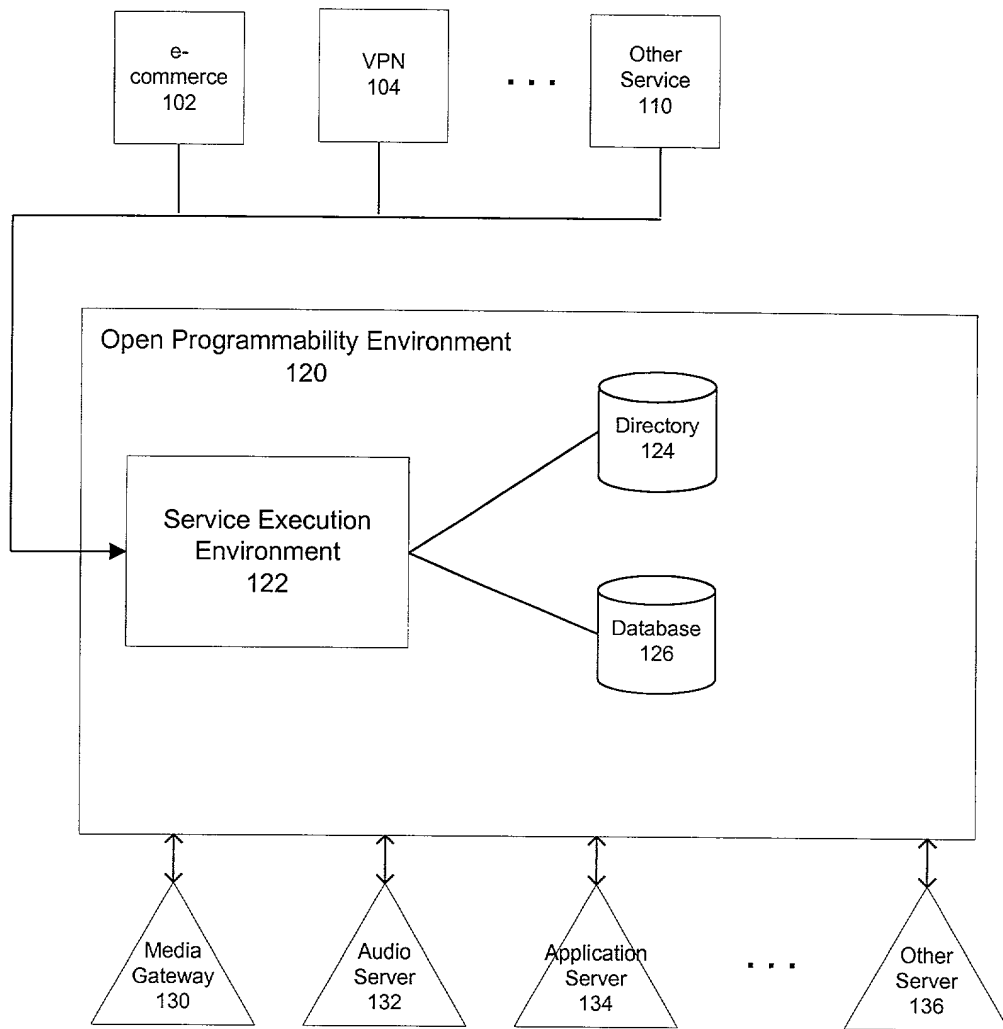 e-
commerce
102
VPN
104
. . .
Other
Service
110
Open Programmability Environment
120
Directory
124
Service Execution
Environment
122
Database
126
Media
Gateway
130
Audio
Server
132
Application
Server
134
. . .
Other
Server
136